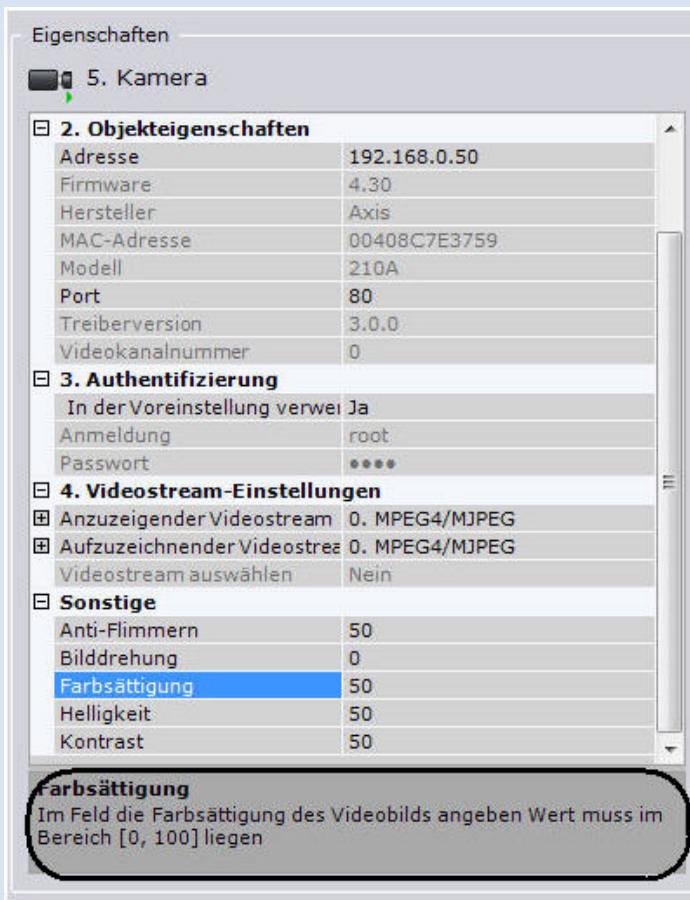 Eigenschaften
5. Kamera
2. Objekteigenschaften
Adresse 192.168.0.50
Firmware 4.30
Hersteller Axis
MAC-Adresse 00408C7E3759
Modell 210A
Port 80
Treiberversion 3.0.0
Videokanalnummer 0
3. Authentifizierung
In der Voreinstellung verwei Ja
Anmeldung root
Passwort ●●●●
4. Videostream-Einstellungen
Anzuzeigender Videostream 0. MPEG4/MJPEG
Aufzuzeichnender Videostrea 0. MPEG4/MJPEG
Videostream auswählen Nein
Sonstige
Anti-Flimmern 50
Bilddrehung 0
Farbsättigung 50
Helligkeit 50
Kontrast 50
Farbsättigung
Im Feld die Farbsättigung des Videobilds angeben Wert muss im
Bereich [0, 100] liegen